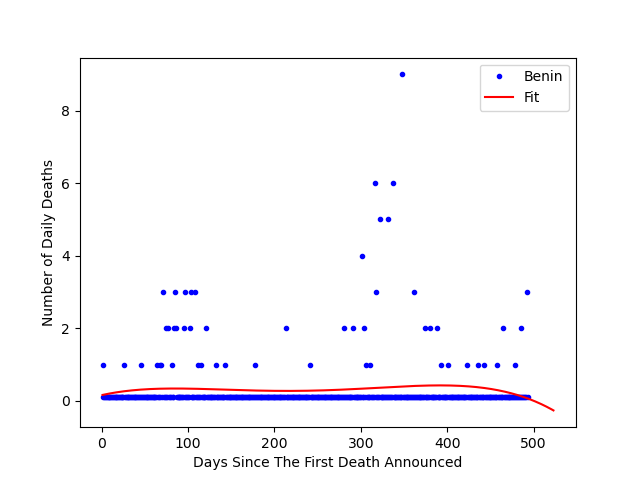 Benin
Fit
8
6
4
2
0
Number of Daily Deaths
0 100 200 300 400 500
Days Since The First Death Announced